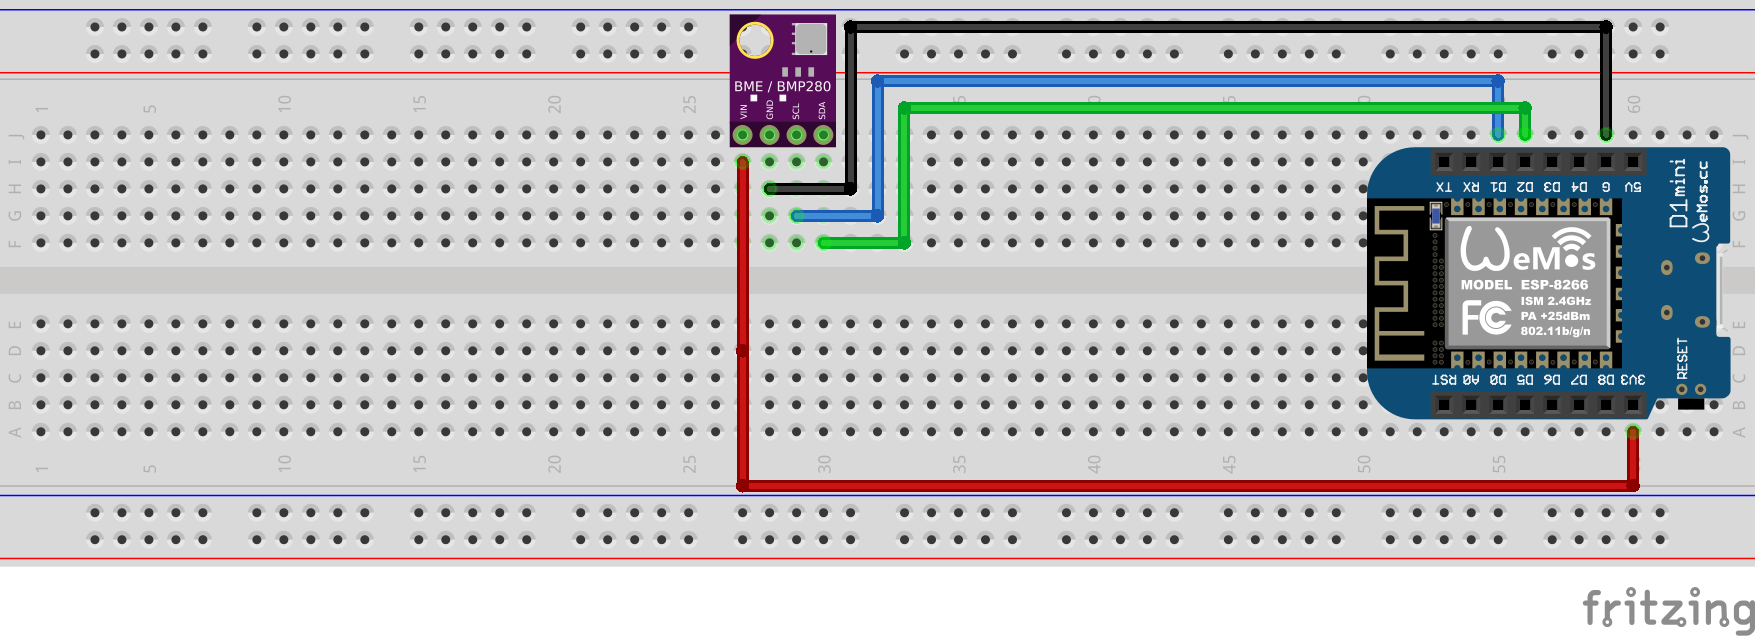 BME / BMP280
VIN GND SCL SDA
1 5 10 15 20 25 60
J J
I I
H H
G G
F F
TX RX D1 D2 D3 D4 G 5V
D1mini
WeMos.cc
WeMos
MODEL ESP-8266
FC
ISM 2.4GHz
PA +25dBm
802.11b/g/n
RESET
RST A0 D0 D5 D6 D7 D8 3V3
E E
D D
C C
B B
A A
1 5 10 15 20 25 30 35 40 45 50 55
fritzing